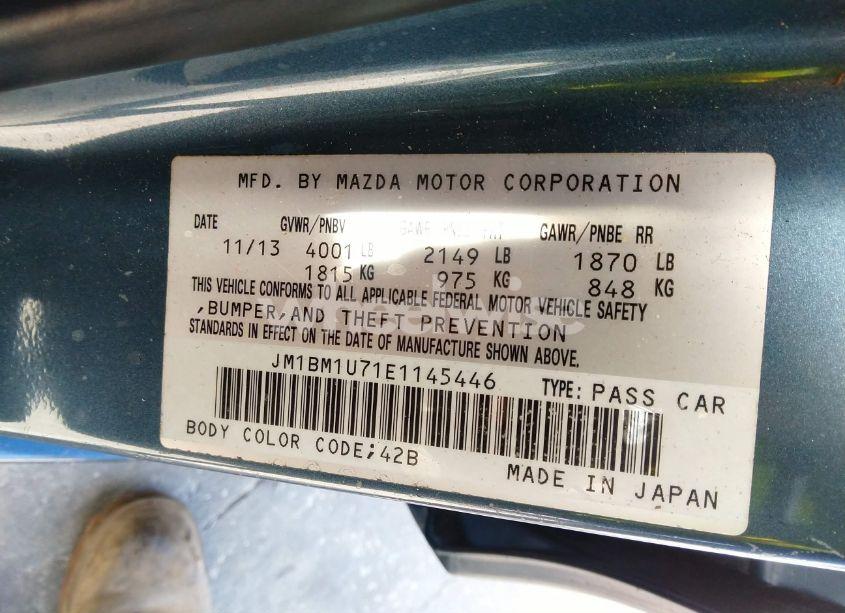 MFD. BY MAZDA MOTOR CORPORATION
DATE GVWR/PNBV GAWR/PNBE FRT GAWR/PNBE RR
11/13 4001 LB 2149 LB 1870 LB
1815 KG 975 KG 848 KG
THIS VEHICLE CONFORMS TO ALL APPLICABLE FEDERAL MOTOR VEHICLE SAFETY
,BUMPER,AND THEFT PREVENTION
STANDARDS IN EFFECT ON THE DATE OF MANUFACTURE SHOWN ABOVE.
JM1BM1U71E1145446 TYPE: PASS CAR
BODY COLOR CODE;42B
MADE IN JAPAN